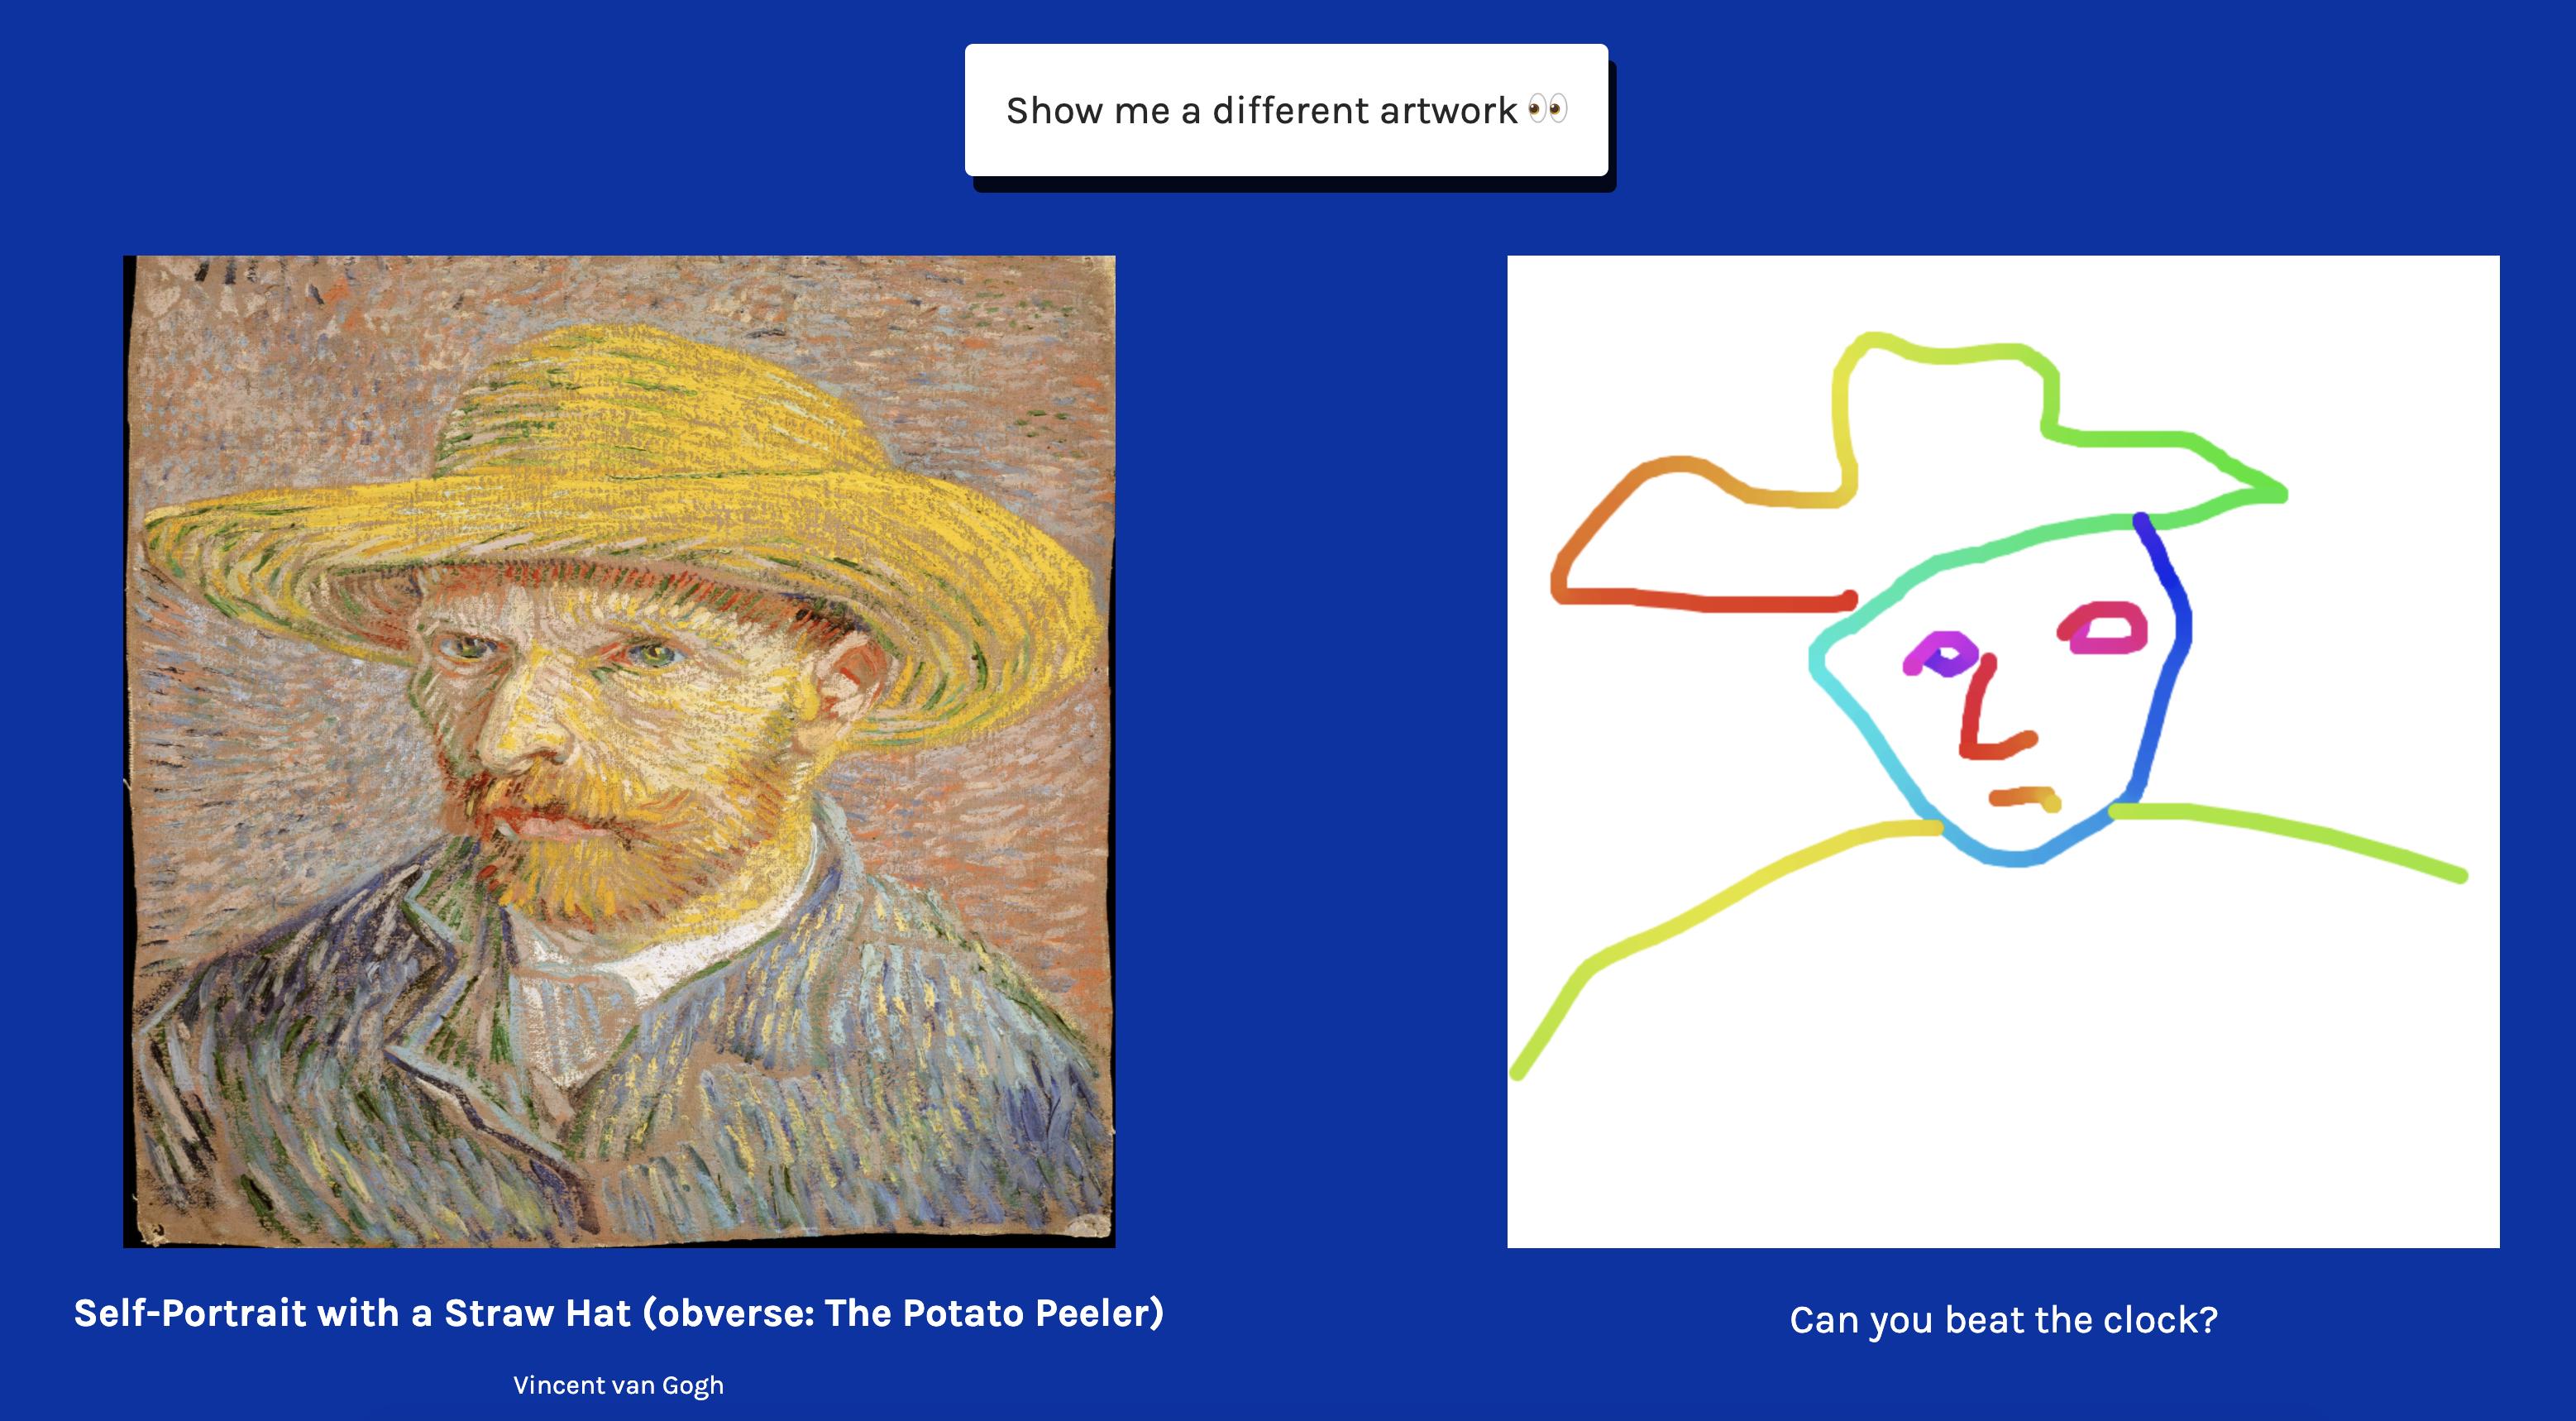 Show me a different artwork 👀
Self-Portrait with a Straw Hat (obverse: The Potato Peeler)
Can you beat the clock?
Vincent van Gogh